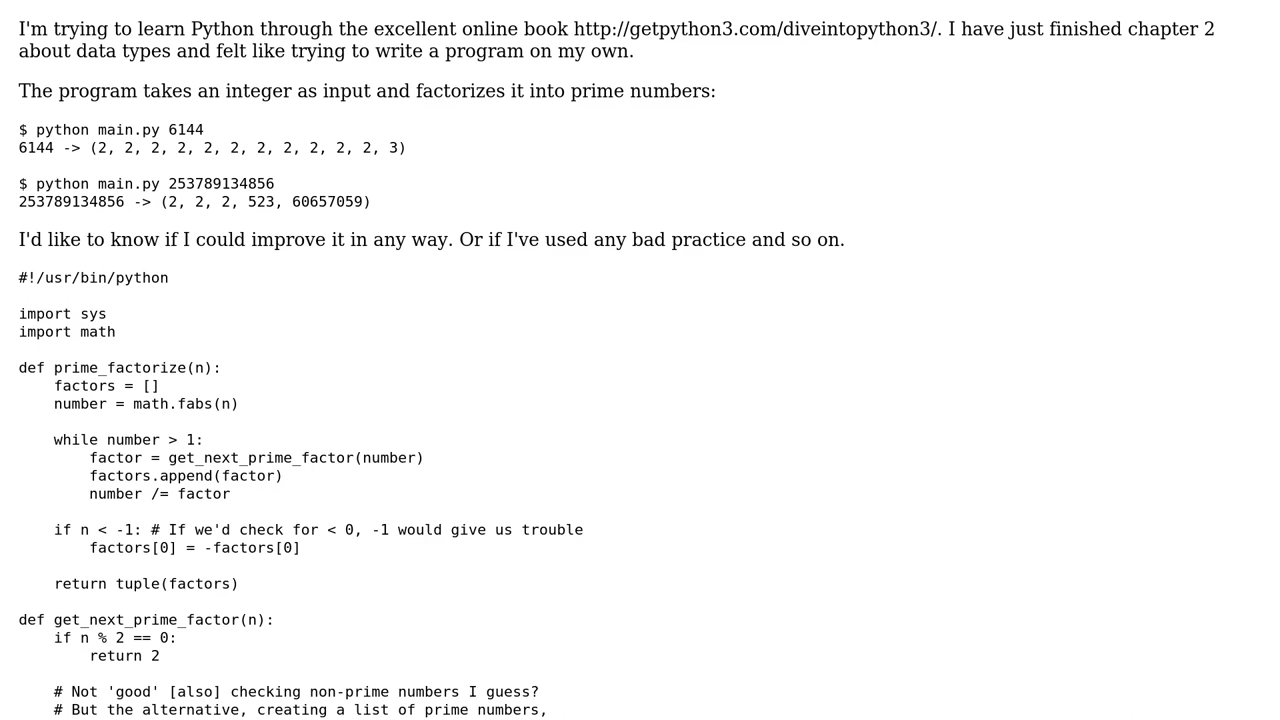 I'm trying to learn Python through the excellent online book http://getpython3.com/diveintopython3/. I have just finished chapter 2
about data types and felt like trying to write a program on my own.
The program takes an integer as input and factorizes it into prime numbers:
$ python main.py 6144
6144 -> (2, 2, 2, 2, 2, 2, 2, 2, 2, 2, 2, 3)
$ python main.py 253789134856
253789134856 -> (2, 2, 2, 523, 60657059)
I'd like to know if I could improve it in any way. Or if I've used any bad practice and so on.
#!/usr/bin/python
import sys
import math
def prime_factorize(n):
    factors = []
    number = math.fabs(n)
    while number > 1:
        factor = get_next_prime_factor(number)
        factors.append(factor)
        number /= factor
    if n < -1: # If we'd check for < 0, -1 would give us trouble
        factors[0] = -factors[0]
    return tuple(factors)
def get_next_prime_factor(n):
    if n % 2 == 0:
        return 2
    # Not 'good' [also] checking non-prime numbers I guess?
    # But the alternative, creating a list of prime numbers,